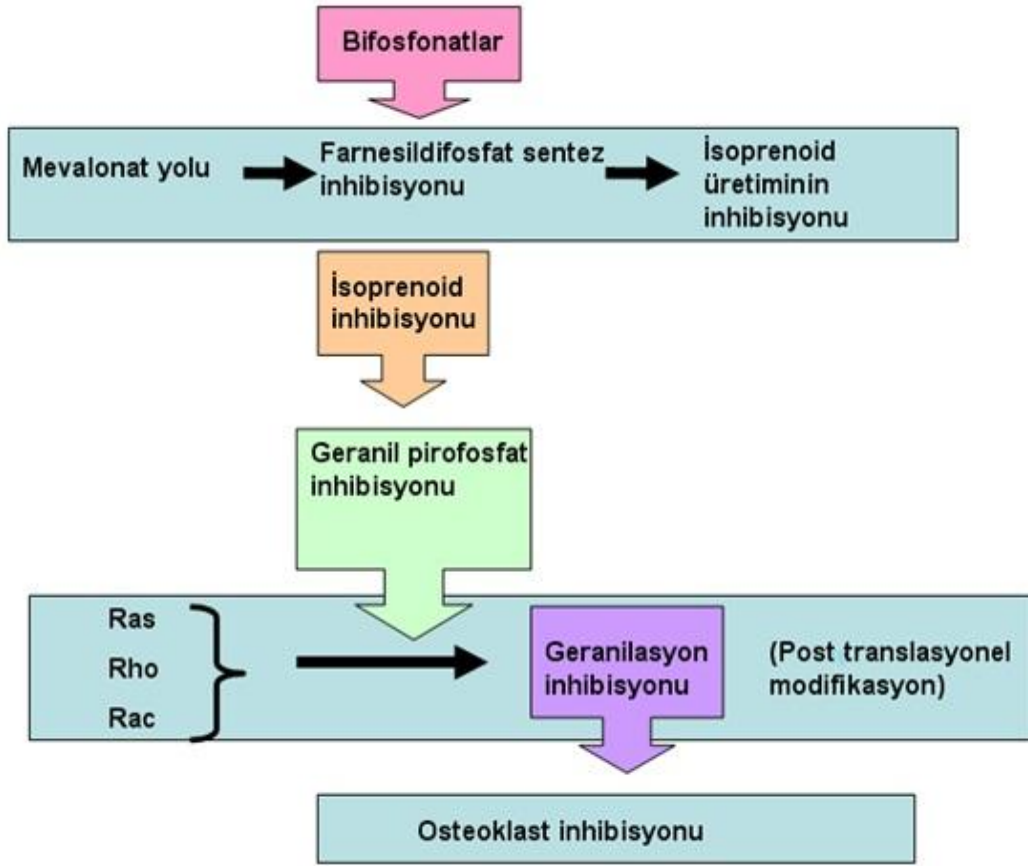 Bifosfonatlar
Mevalonat yolu
Farnesildifosfat sentez
inhibisyonu
İsoprenoid
üretiminin
inhibisyonu
İsoprenoid
inhibisyonu
Geranil pirofosfat
inhibisyonu
Ras
Rho
Rac
Geranilasyon
inhibisyonu
(Post translasyonel
modifikasyon)
Osteoklast inhibisyonu